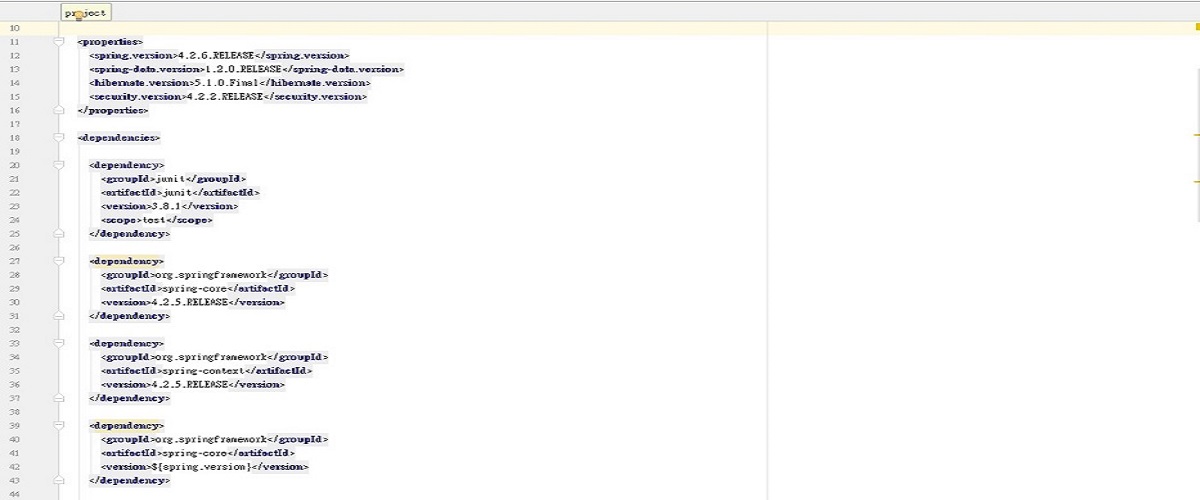 project
10
11 <properties>
12 <spring.version>4.2.6.RELEASE</spring.version>
13 <spring-data.version>1.2.0.RELEASE</spring-data.version>
14 <hibernate.version>5.1.0.Final</hibernate.version>
15 <security.version>4.2.2.RELEASE</security.version>
16 </properties>
17
18 <dependencies>
19
20 <dependency>
21 <groupId>junit</groupId>
22 <artifactId>junit</artifactId>
23 <version>3.8.1</version>
24 <scope>test</scope>
25 </dependency>
26
27 <dependency>
28 <groupId>org.springframework</groupId>
29 <artifactId>spring-core</artifactId>
30 <version>4.2.5.RELEASE</version>
31 </dependency>
32
33 <dependency>
34 <groupId>org.springframework</groupId>
35 <artifactId>spring-context</artifactId>
36 <version>4.2.5.RELEASE</version>
37 </dependency>
38
39 <dependency>
40 <groupId>org.springframework</groupId>
41 <artifactId>spring-core</artifactId>
42 <version>${spring.version}</version>
43 </dependency>
44